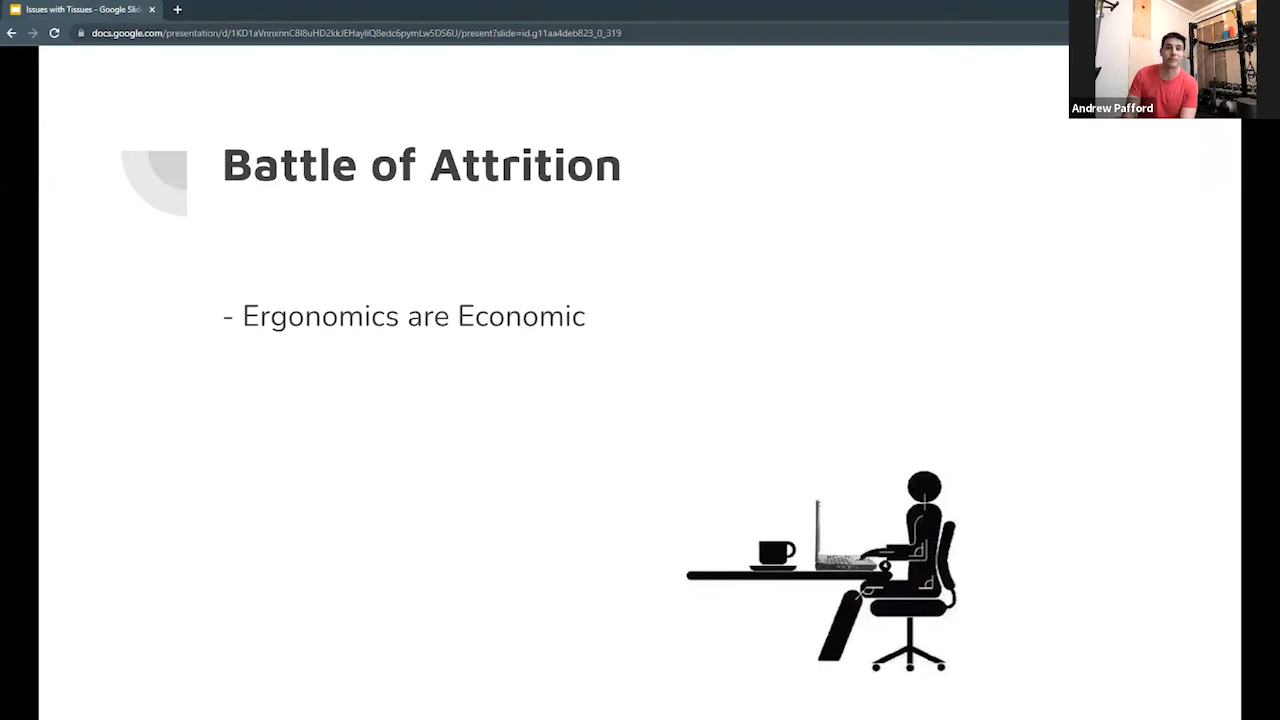 Issues with Tissues - Google Slid
docs.google.com/presentation/d/1KD1aVnnxnnC8l8uHD2kkJEHayliQ8edc6pymLw5DS6U/present?slide=id.g11aa4deb823_0_319
Andrew Pafford
Battle of Attrition
- Ergonomics are Economic